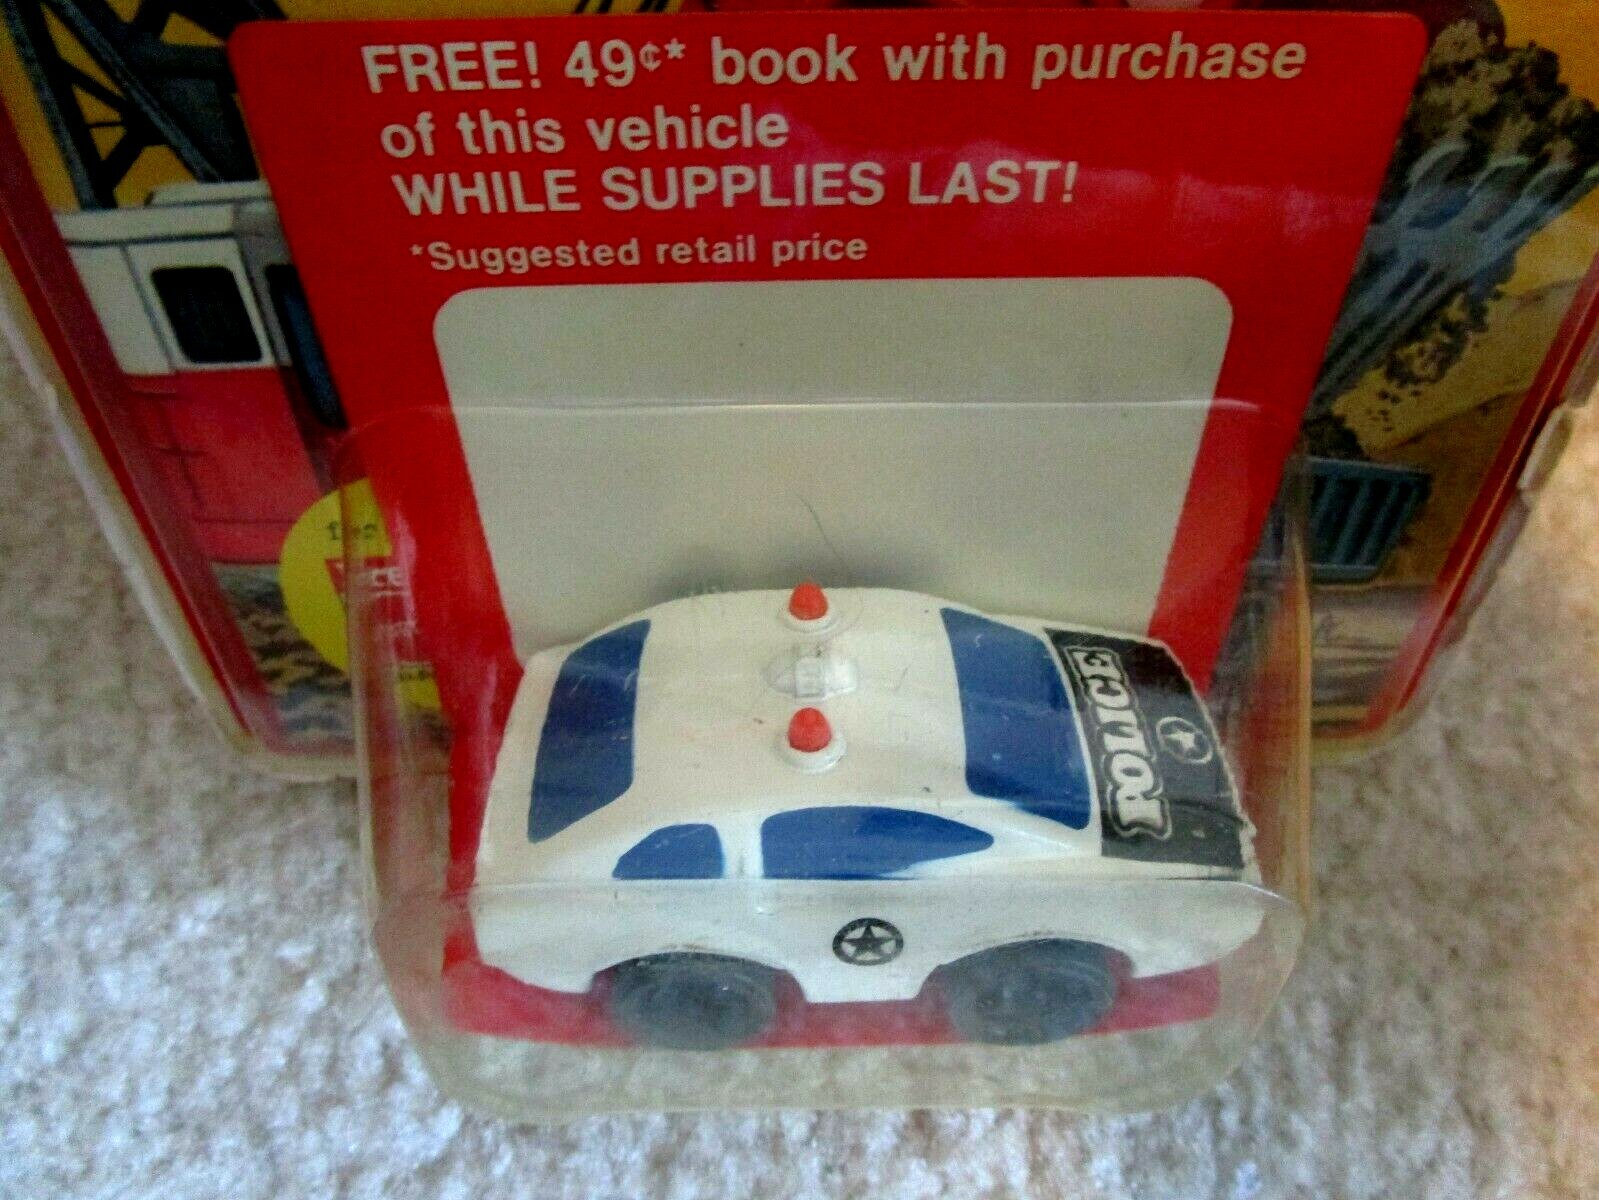 FREE! 49¢* book with purchase
of this vehicle
WHILE SUPPLIES LAST!
*Suggested retail price
POLICE